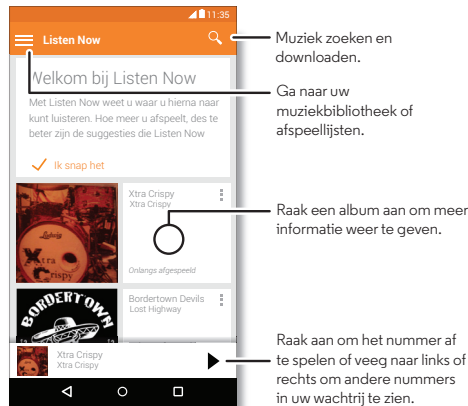 11:35
Listen Now
Muziek zoeken en
downloaden.
Welkom bij Listen Now
Met Listen Now weet u waar u hierna naar
kunt luisteren. Hoe meer u afspeelt, des te
beter zijn de suggesties die Listen Now
Ik snap het
Ga naar uw
muziekbibliotheek of
afspeellijsten.
Ludwig
Xtra
Crispy
Xtra Crispy
Xtra Crispy
Onlangs afgespeeld
Raak een album aan om meer
informatie weer te geven.
BORDERTOWN
Bordertown Devils
Lost Highway
Xtra Crispy
Xtra Crispy
Raak aan om het nummer af
te spelen of veeg naar links of
rechts om andere nummers
in uw wachtrij te zien.